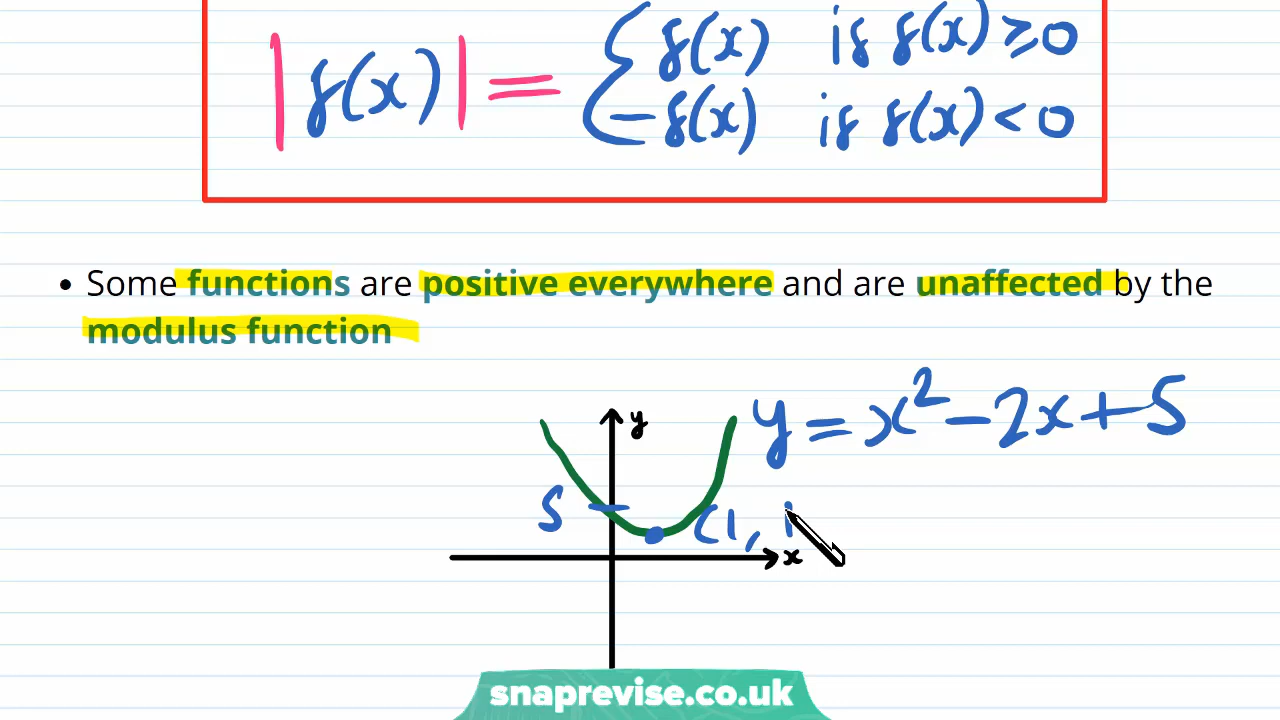 f(x) if f(x) ≥ 0
|f(x)| =
-f(x) if f(x) < 0
• Some functions are positive everywhere and are unaffected by the
modulus function
y = x² - 2x + 5
y
5
(1,
x
snaprevise.co.uk